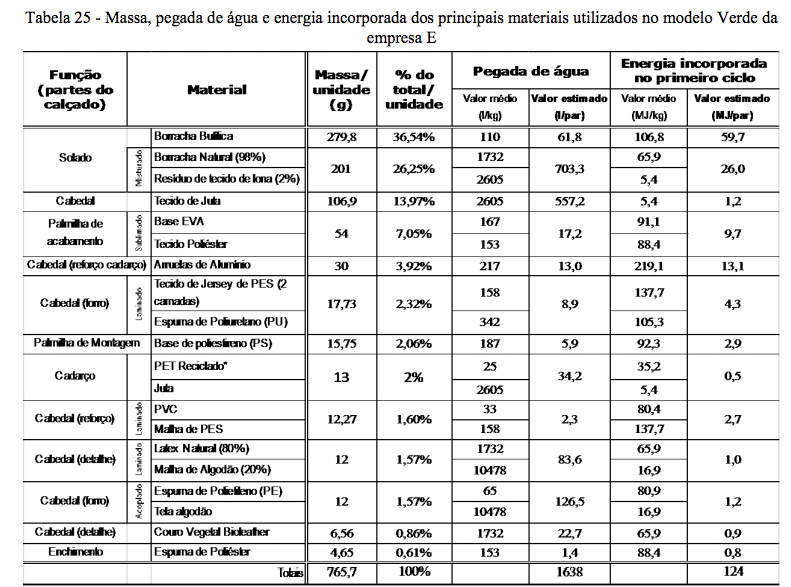 Tabela 25 - Massa, pegada de água e energia incorporada dos principais materiais utilizados no modelo Verde da
empresa E
Função (partes do calçado) Material Massa/ unidade (g) % do total/ unidade Pegada de água Energia incorporada no primeiro ciclo
Valor médio (l/kg) Valor estimado (l/par) Valor médio (MJ/kg) Valor estimado (MJ/par)
Solado Borracha Butílica 279,8 36,54% 110 61,8 106,8 59,7
Misturado Borracha Natural (98%) 201 26,25% 1732 703,3 65,9 26,0
Resíduo de tecido de lona (2%) 2605 5,4
Cabedal Tecido de Juta 106,9 13,97% 2605 557,2 5,4 1,2
Palmilha de acabamento Sublimado Base EVA 54 7,05% 167 17,2 91,1 9,7
Tecido Poliéster 153 88,4
Cabedal (reforço cadarço) Arruelas de Alumínio 30 3,92% 217 13,0 219,1 13,1
Cabedal (forro) Laminado Tecido de Jersey de PES (2 camadas) 17,73 2,32% 158 8,9 137,7 4,3
Espuma de Poliuretano (PU) 342 105,3
Palmilha de Montagem Base de poliestireno (PS) 15,75 2,06% 187 5,9 92,3 2,9
Cadarço PET Reciclado* 13 2% 25 34,2 35,2 0,5
Juta 2605 5,4
Cabedal (reforço) Laminado PVC 12,27 1,60% 33 2,3 80,4 2,7
Malha de PES 158 137,7
Cabedal (detalhe) Laminado Latex Natural (80%) 12 1,57% 1732 83,6 65,9 1,0
Malha de Algodão (20%) 10478 16,9
Cabedal (forro) Acoplado Espuma de Polietileno (PE) 12 1,57% 65 126,5 80,9 1,2
Tela algodão 10478 16,9
Cabedal (detalhe) Couro Vegetal Bioleather 6,56 0,86% 1732 22,7 65,9 0,9
Enchimento Espuma de Poliéster 4,65 0,61% 153 1,4 88,4 0,8
Totais 765,7 100% 1638 124